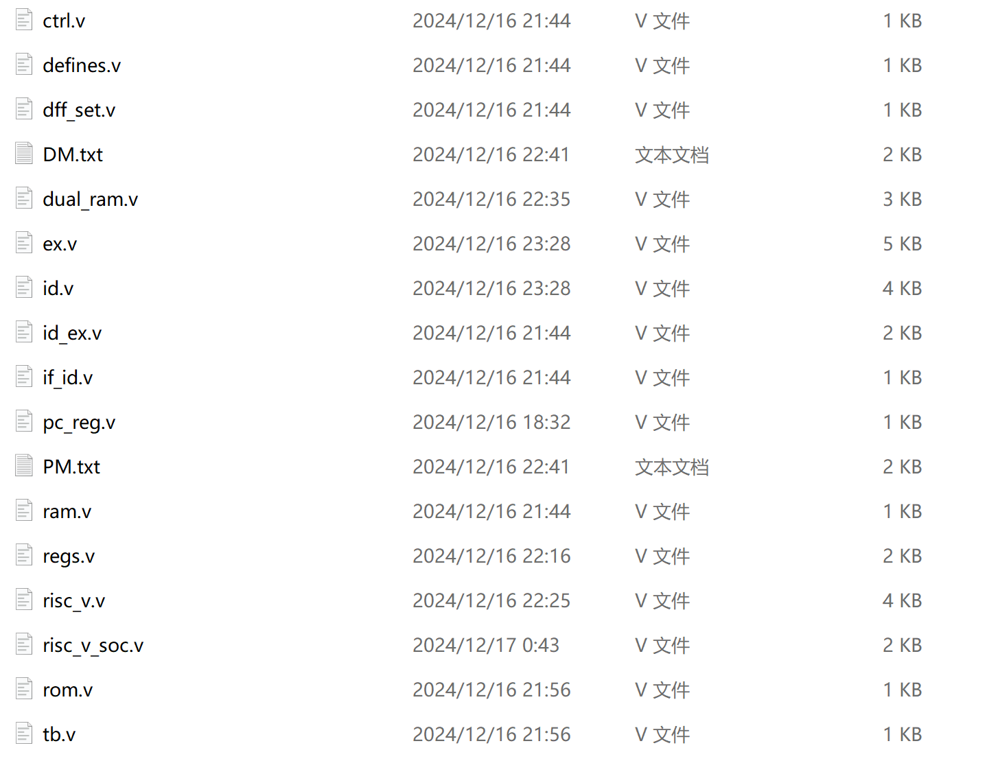 ctrl.v 2024/12/16 21:44 V 文件 1 KB
defines.v 2024/12/16 21:44 V 文件 1 KB
dff_set.v 2024/12/16 21:44 V 文件 1 KB
DM.txt 2024/12/16 22:41 文本文档 2 KB
dual_ram.v 2024/12/16 22:35 V 文件 3 KB
ex.v 2024/12/16 23:28 V 文件 5 KB
id.v 2024/12/16 23:28 V 文件 4 KB
id_ex.v 2024/12/16 21:44 V 文件 2 KB
if_id.v 2024/12/16 21:44 V 文件 1 KB
pc_reg.v 2024/12/16 18:32 V 文件 1 KB
PM.txt 2024/12/16 22:41 文本文档 2 KB
ram.v 2024/12/16 21:44 V 文件 1 KB
regs.v 2024/12/16 22:16 V 文件 2 KB
risc_v.v 2024/12/16 22:25 V 文件 4 KB
risc_v_soc.v 2024/12/17 0:43 V 文件 2 KB
rom.v 2024/12/16 21:56 V 文件 1 KB
tb.v 2024/12/16 21:56 V 文件 1 KB